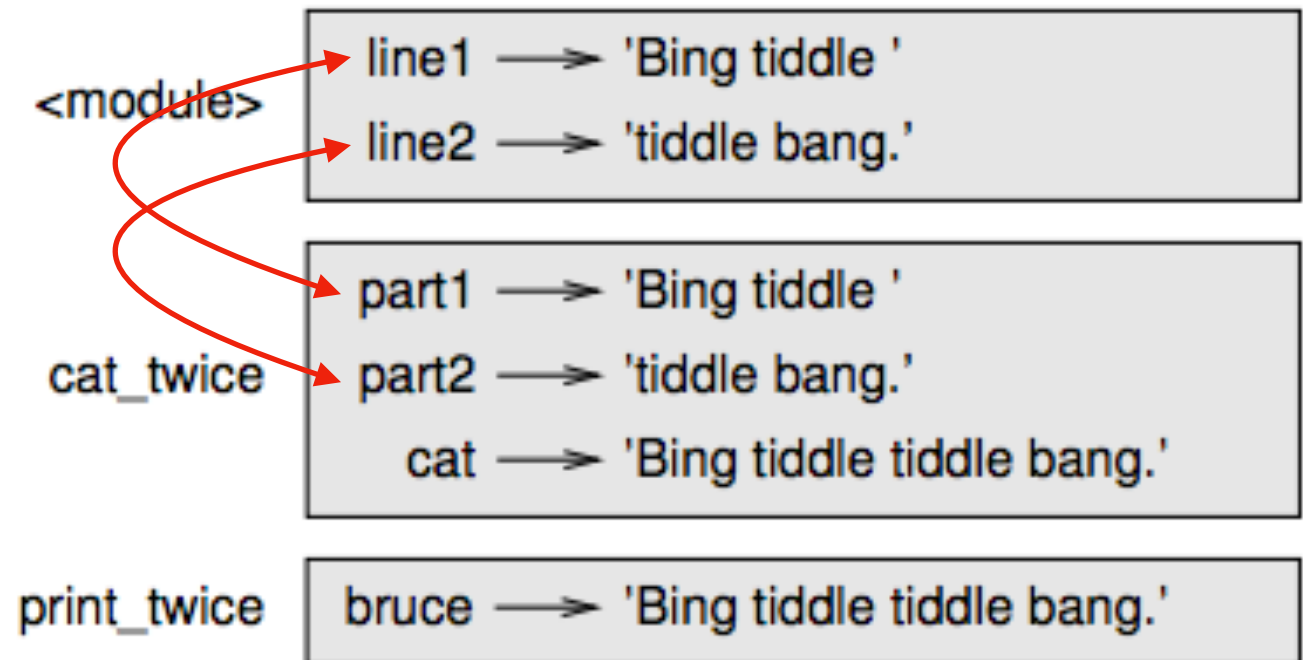 <module>
line1 → 'Bing tiddle '
line2 → 'tiddle bang.'
cat_twice
part1 → 'Bing tiddle '
part2 → 'tiddle bang.'
cat → 'Bing tiddle tiddle bang.'
print_twice
bruce → 'Bing tiddle tiddle bang.'